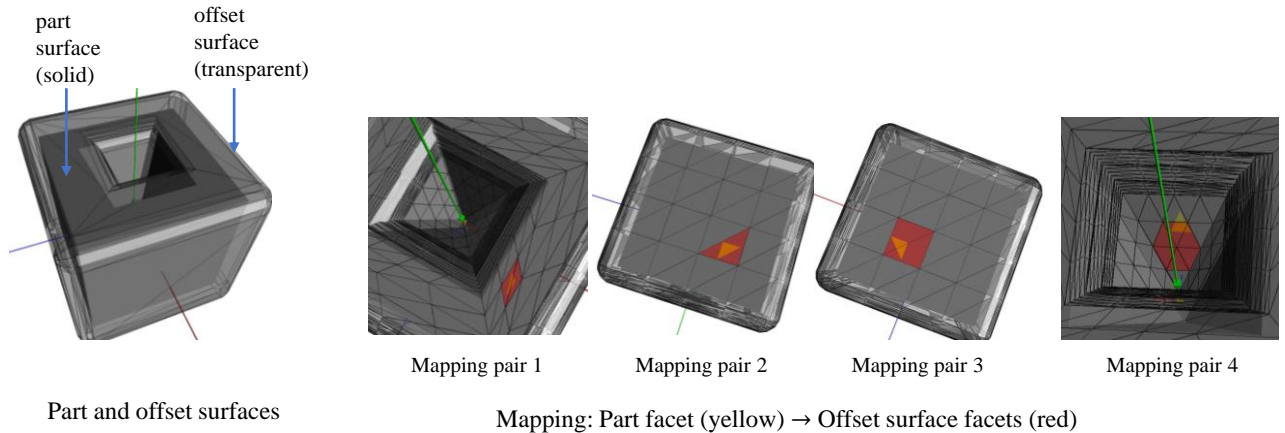 part
surface
(solid)
offset
surface
(transparent)
Mapping pair 1
Mapping pair 2
Mapping pair 3
Mapping pair 4
Part and offset surfaces
Mapping: Part facet (yellow) → Offset surface facets (red)